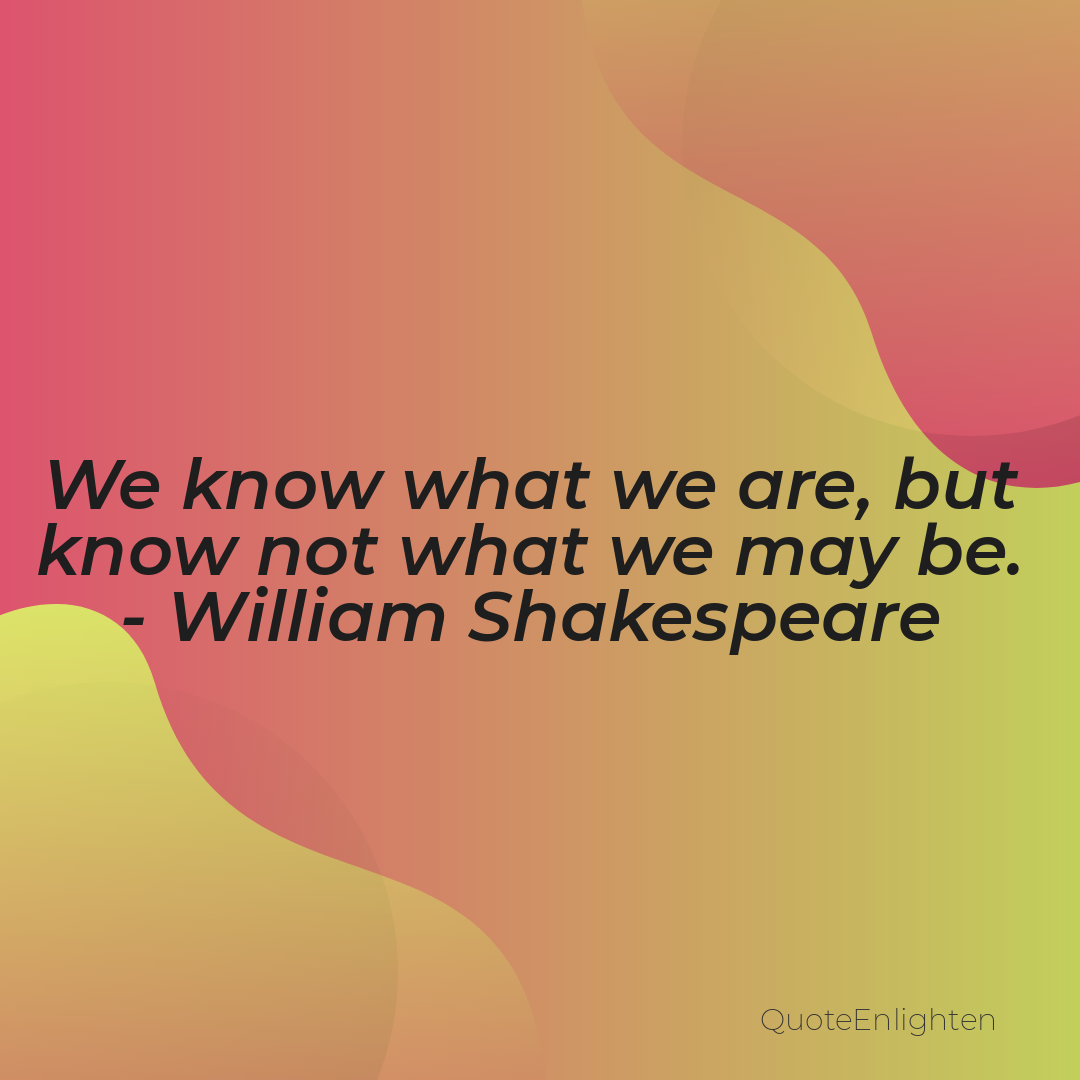 We know what we are, but
know not what we may be.
- William Shakespeare
QuoteEnlighten